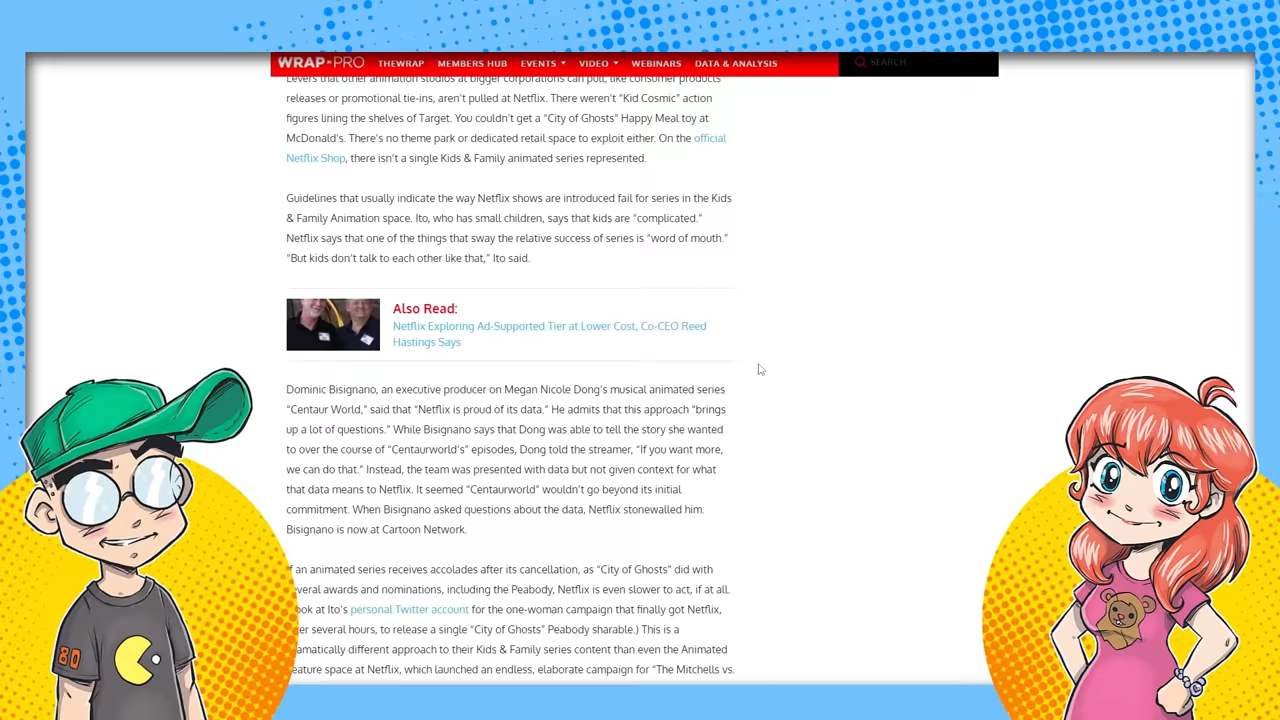 WRAP PRO THEWRAP MEMBERS HUB EVENTS VIDEO WEBINARS DATA & ANALYSIS SEARCH
Levers that other animation studios at bigger corporations can pull, like consumer products
releases or promotional tie-ins, aren't pulled at Netflix. There weren't “Kid Cosmic” action
figures lining the shelves of Target. You couldn't get a “City of Ghosts” Happy Meal toy at
McDonald's. There's no theme park or dedicated retail space to exploit either. On the official
Netflix Shop, there isn't a single Kids & Family animated series represented.
Guidelines that usually indicate the way Netflix shows are introduced fail for series in the Kids
& Family Animation space. Ito, who has small children, says that kids are “complicated.”
Netflix says that one of the things that sway the relative success of series is “word of mouth.”
“But kids don't talk to each other like that,” Ito said.
Also Read:
Netflix Exploring Ad-Supported Tier at Lower Cost, Co-CEO Reed
Hastings Says
Dominic Bisignano, an executive producer on Megan Nicole Dong's musical animated series
“Centaur World,” said that “Netflix is proud of its data.” He admits that this approach “brings
up a lot of questions.” While Bisignano says that Dong was able to tell the story she wanted
to over the course of “Centaurworld's” episodes, Dong told the streamer, “If you want more,
we can do that.” Instead, the team was presented with data but not given context for what
that data means to Netflix. It seemed “Centaurworld” wouldn't go beyond its initial
commitment. When Bisignano asked questions about the data, Netflix stonewalled him.
Bisignano is now at Cartoon Network.
f an animated series receives accolades after its cancellation, as “City of Ghosts” did with
everal awards and nominations, including the Peabody, Netflix is even slower to act, if at all.
ook at Ito's personal Twitter account for the one-woman campaign that finally got Netflix,
er several hours, to release a single “City of Ghosts” Peabody sharable.) This is a
amatically different approach to their Kids & Family series content than even the Animated
eature space at Netflix, which launched an endless, elaborate campaign for “The Mitchells vs.
80